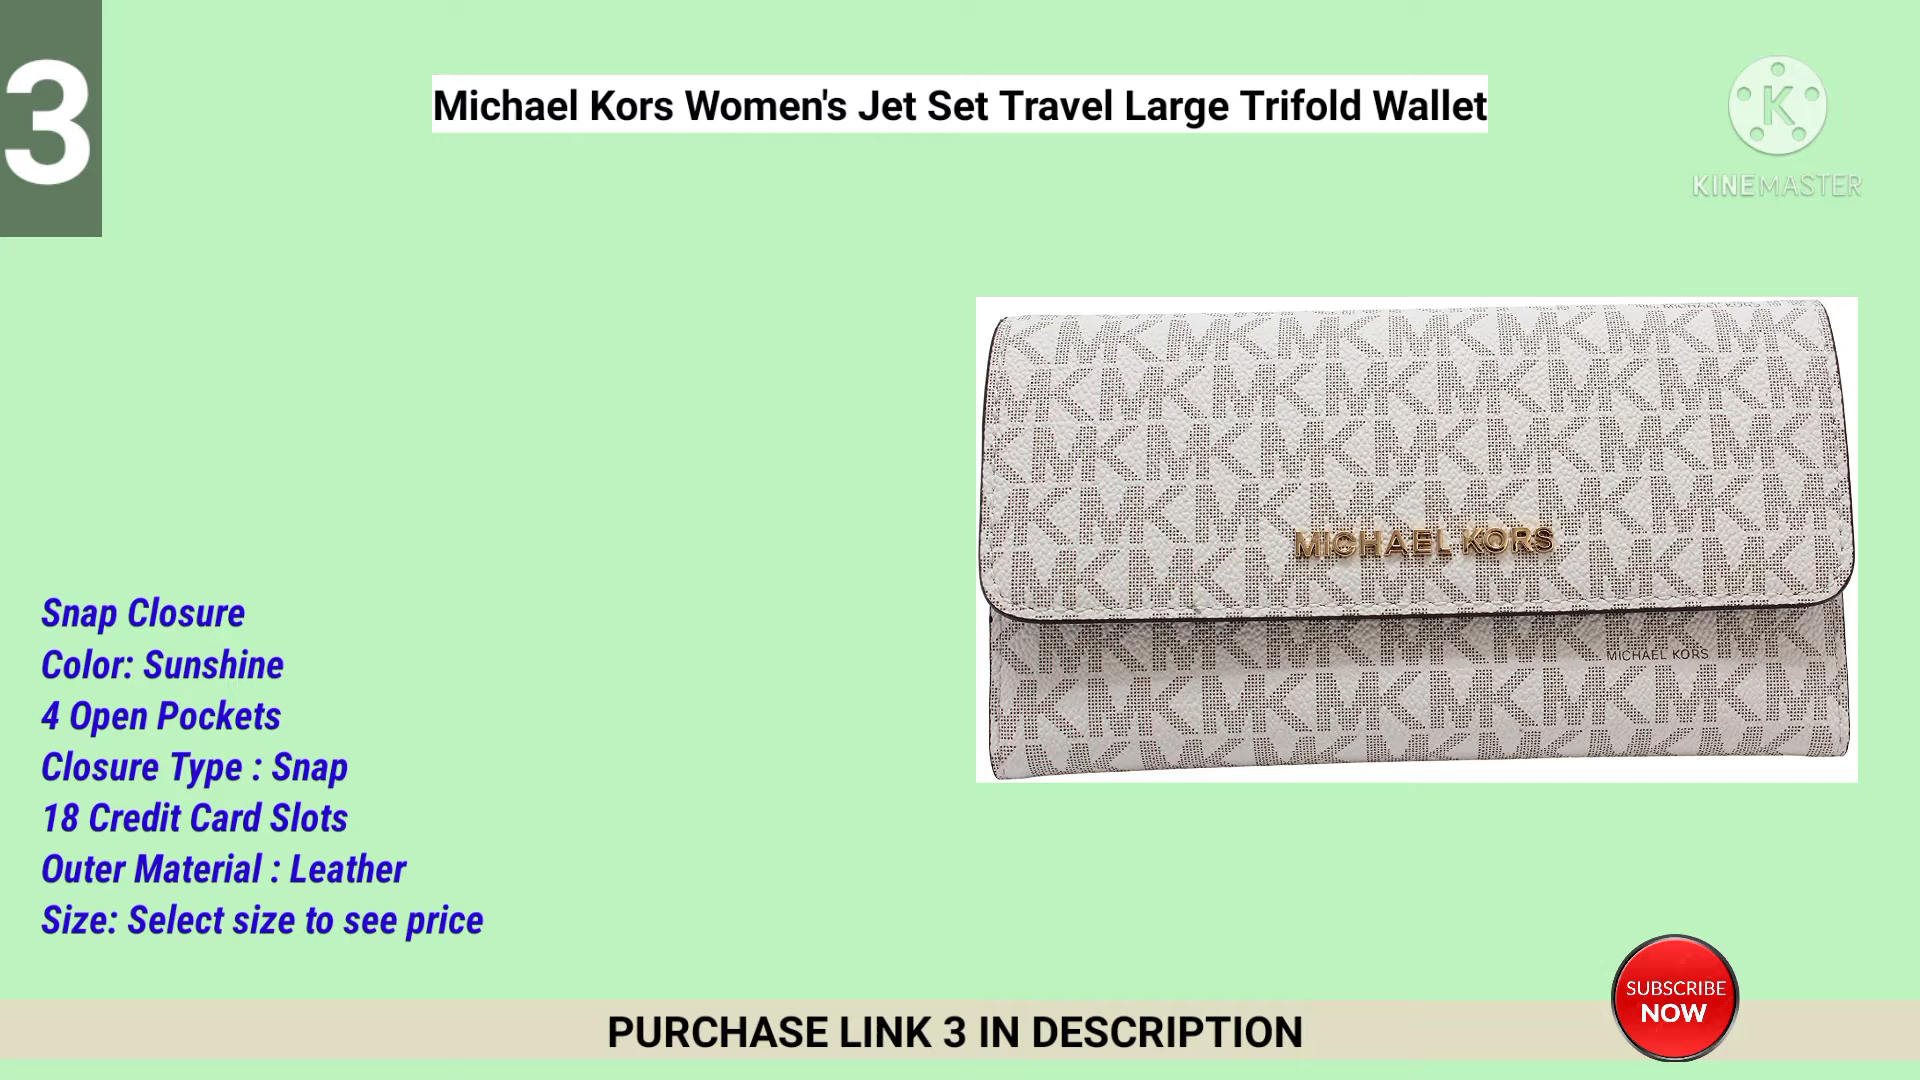 3
Michael Kors Women's Jet Set Travel Large Trifold Wallet
K
KINEMASTER
MICHAEL KORS
MICHAEL KORS
Snap Closure
Color: Sunshine
4 Open Pockets
Closure Type : Snap
18 Credit Card Slots
Outer Material : Leather
Size: Select size to see price
SUBSCRIBE
NOW
PURCHASE LINK 3 IN DESCRIPTION